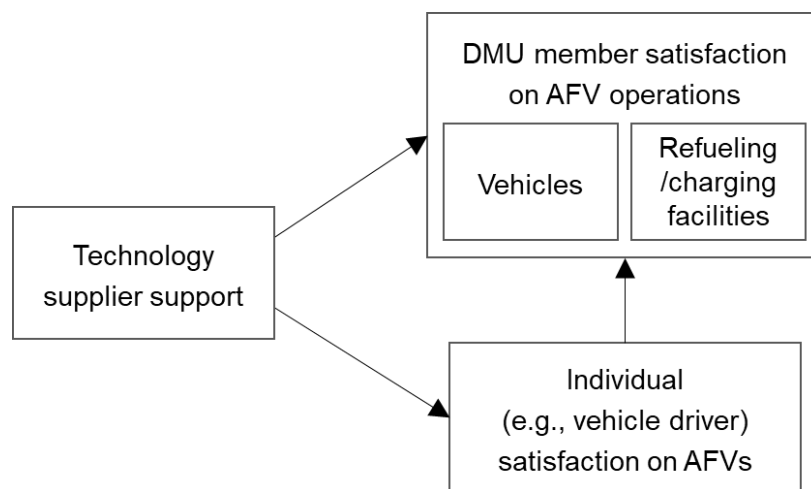 DMU member satisfaction
on AFV operations
Vehicles
Refueling
/charging
facilities
Technology
supplier support
Individual
(e.g., vehicle driver)
satisfaction on AFVs